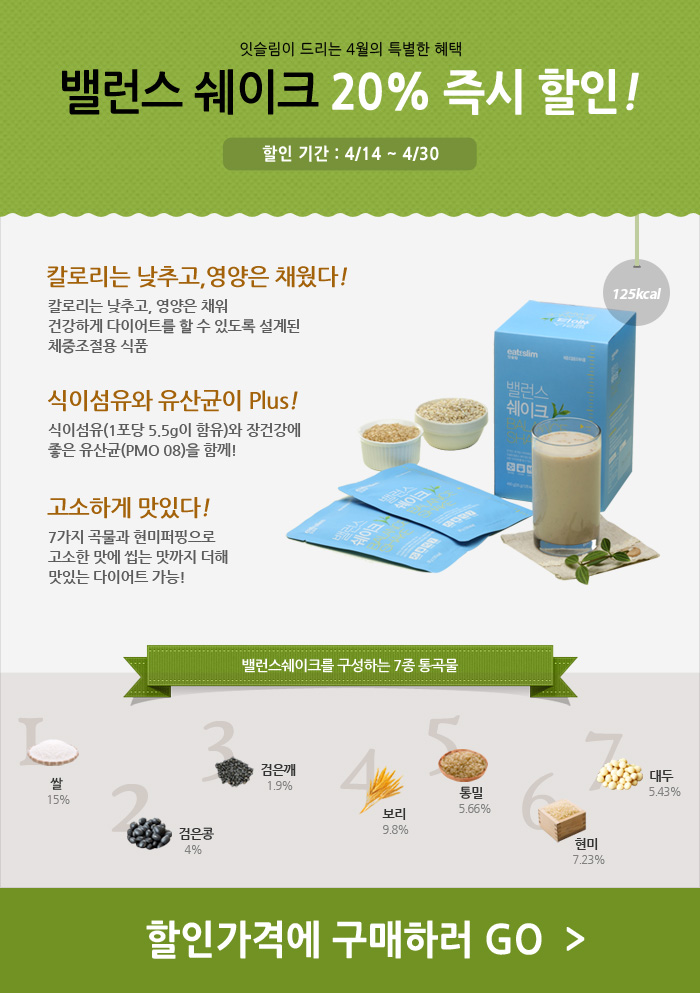 잇슬림이 드리는 4월의 특별한 혜택
밸런스 쉐이크 20% 즉시 할인!
할인 기간 : 4/14 ~ 4/30
125kcal
칼로리는 낮추고,영양은 채웠다!
칼로리는 낮추고, 영양은 채워
건강하게 다이어트를 할 수 있도록 설계된
체중조절용 식품
식이섬유와 유산균이 Plus!
식이섬유(1포당 5.5g이 함유)와 장건강에
좋은 유산균(PMO 08)을 함께!
고소하게 맛있다!
7가지 곡물과 현미퍼핑으로
고소한 맛에 씹는 맛까지 더해
맛있는 다이어트 가능!
eatslim
밸런스
쉐이크
밸런스
쉐이크
밸런스
쉐이크
밸런스쉐이크를 구성하는 7종 통곡물
1
쌀
15%
2
검은콩
4%
3
검은깨
1.9%
4
보리
9.8%
5
통밀
5.66%
6
현미
7.23%
7
대두
5.43%
할인가격에 구매하러 GO >